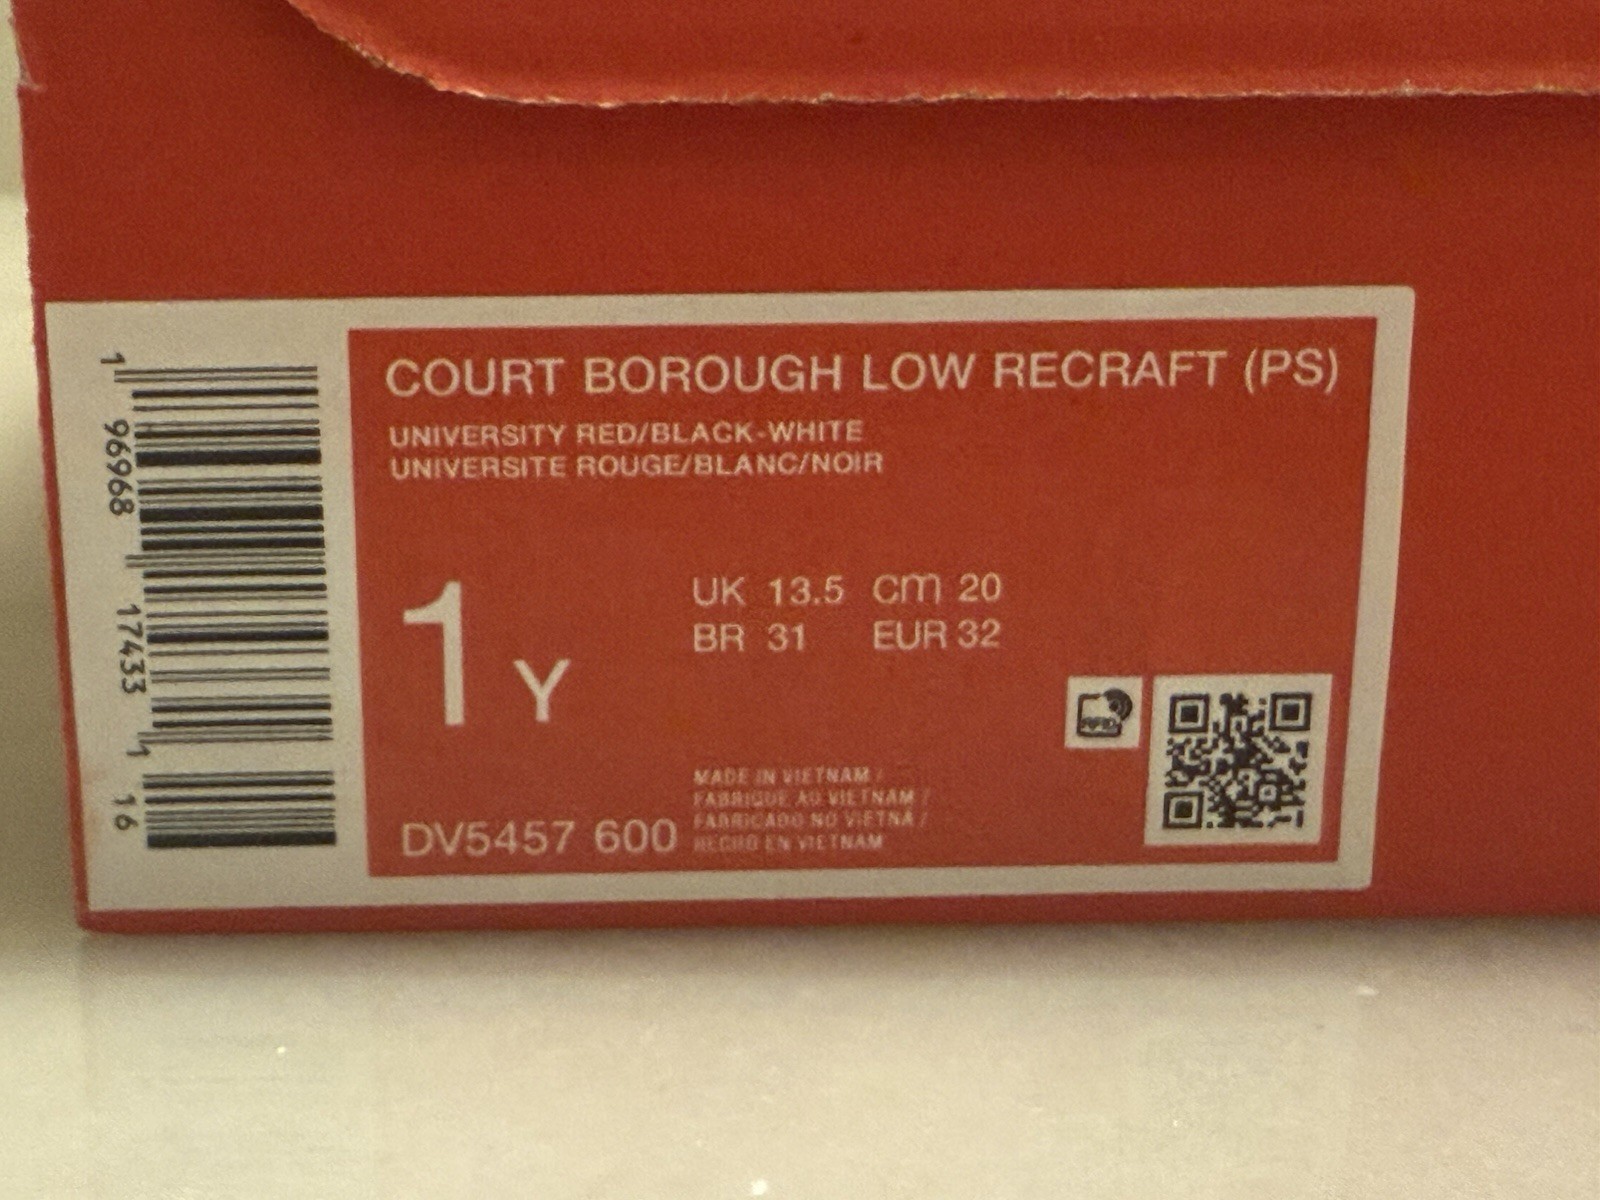 COURT BOROUGH LOW RECRAFT (PS)
UNIVERSITY RED/BLACK-WHITE
UNIVERSITE ROUGE/BLANC/NOIR
1 Y
UK 13.5 cm 20
BR 31 EUR 32
RFID
MADE IN VIETNAM /
FABRIQUE AU VIETNAM /
FABRICADO NO VIETNA /
HECHO EN VIETNAM
DV5457 600
1 96968 17433 1 16